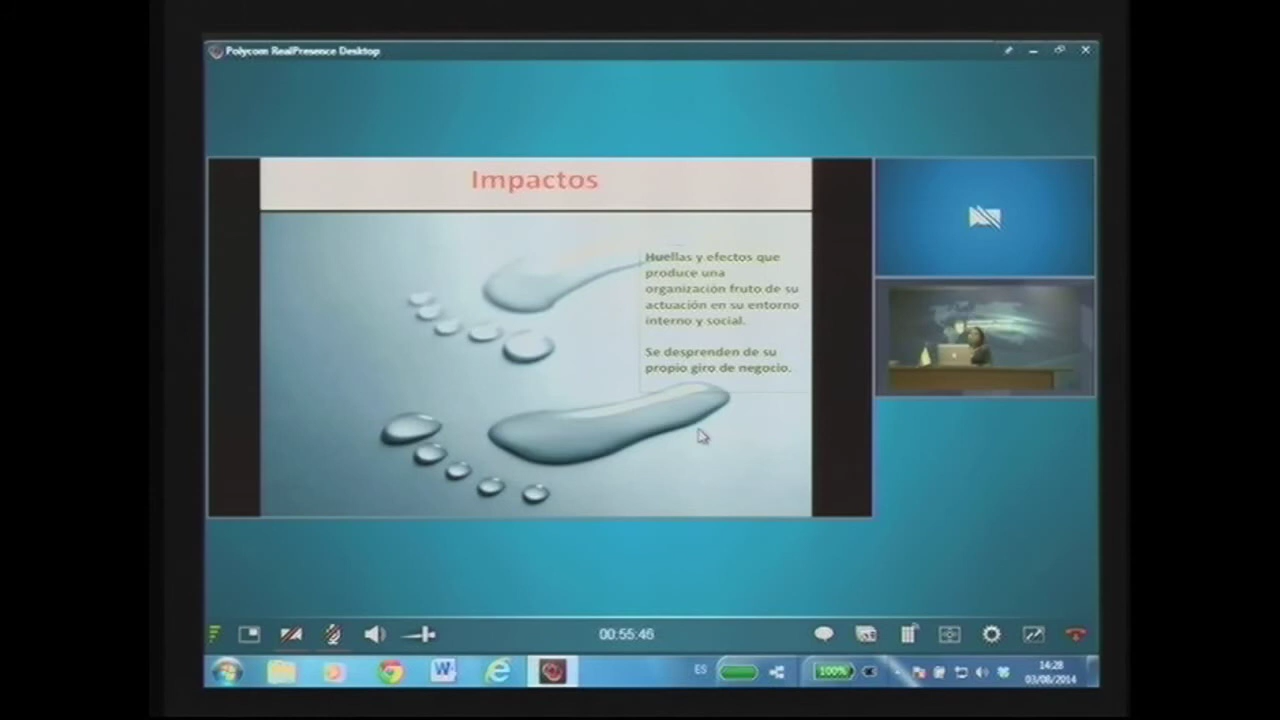 Polycom RealPresence Desktop
Impactos
Huellas y efectos que
produce una
organización fruto de su
actuación en su entorno
interno y social.
Se desprenden de su
propio giro de negocio.
00:55:46
ES
100%
14:28
03/08/2014